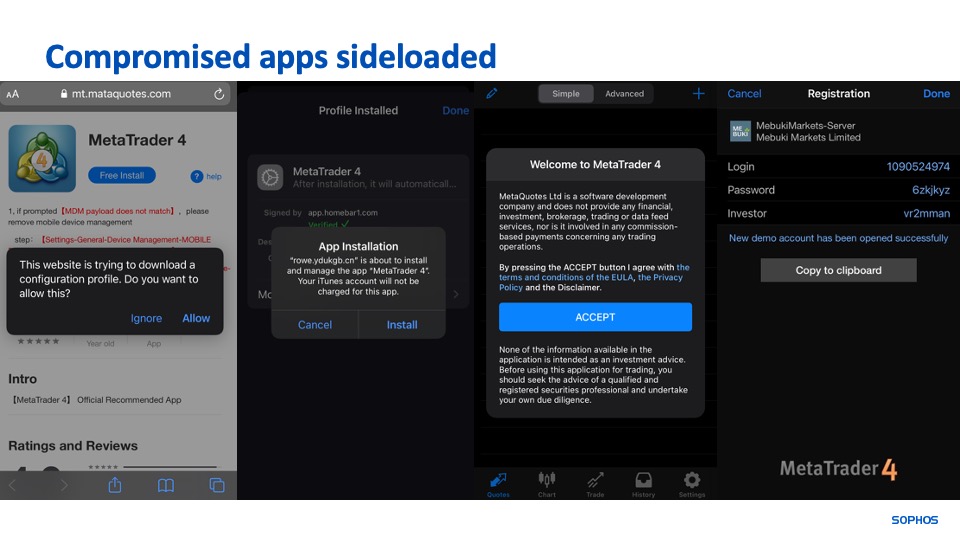 Compromised apps sideloaded
AA mt.mataquotes.com
MetaTrader 4
Free Install
? help
1, if prompted【MDM payload does not match】, please
remove mobile device management
step: 【Settings-General-Device Management-MOBILE
This website is trying to download a
configuration profile. Do you want to
allow this?
Ignore Allow
★★★★★ Year old App
Intro
【MetaTrader 4】 Official Recommended App
Ratings and Reviews
★★★★★
Profile Installed Done
MetaTrader 4
After installation, it will automaticall...
Signed by app.homebar1.com
Verified ✓
App Installation
"rowe.ydukgb.cn" is about to install
and manage the app "MetaTrader 4".
Your iTunes account will not be
charged for this app.
Cancel Install
Simple Advanced
Welcome to MetaTrader 4
MetaQuotes Ltd is a software development
company and does not provide any financial,
investment, brokerage, trading or data feed
services, nor is it involved in any commission-
based payments concerning any trading
operations.
By pressing the ACCEPT button I agree with the
terms and conditions of the EULA, the Privacy
Policy and the Disclaimer.
ACCEPT
None of the information available in the
application is intended as an investment advice.
Before using this application for trading, you
should seek the advice of a qualified and
registered securities professional and undertake
your own due diligence.
Quotes Chart Trade History Settings
Cancel Registration Done
ME
BUKI
MebukiMarkets-Server
Mebuki Markets Limited
Login 1090524974
Password 6zkjkyz
Investor vr2mman
New demo account has been opened successfully
Copy to clipboard
MetaTrader 4
SOPHOS